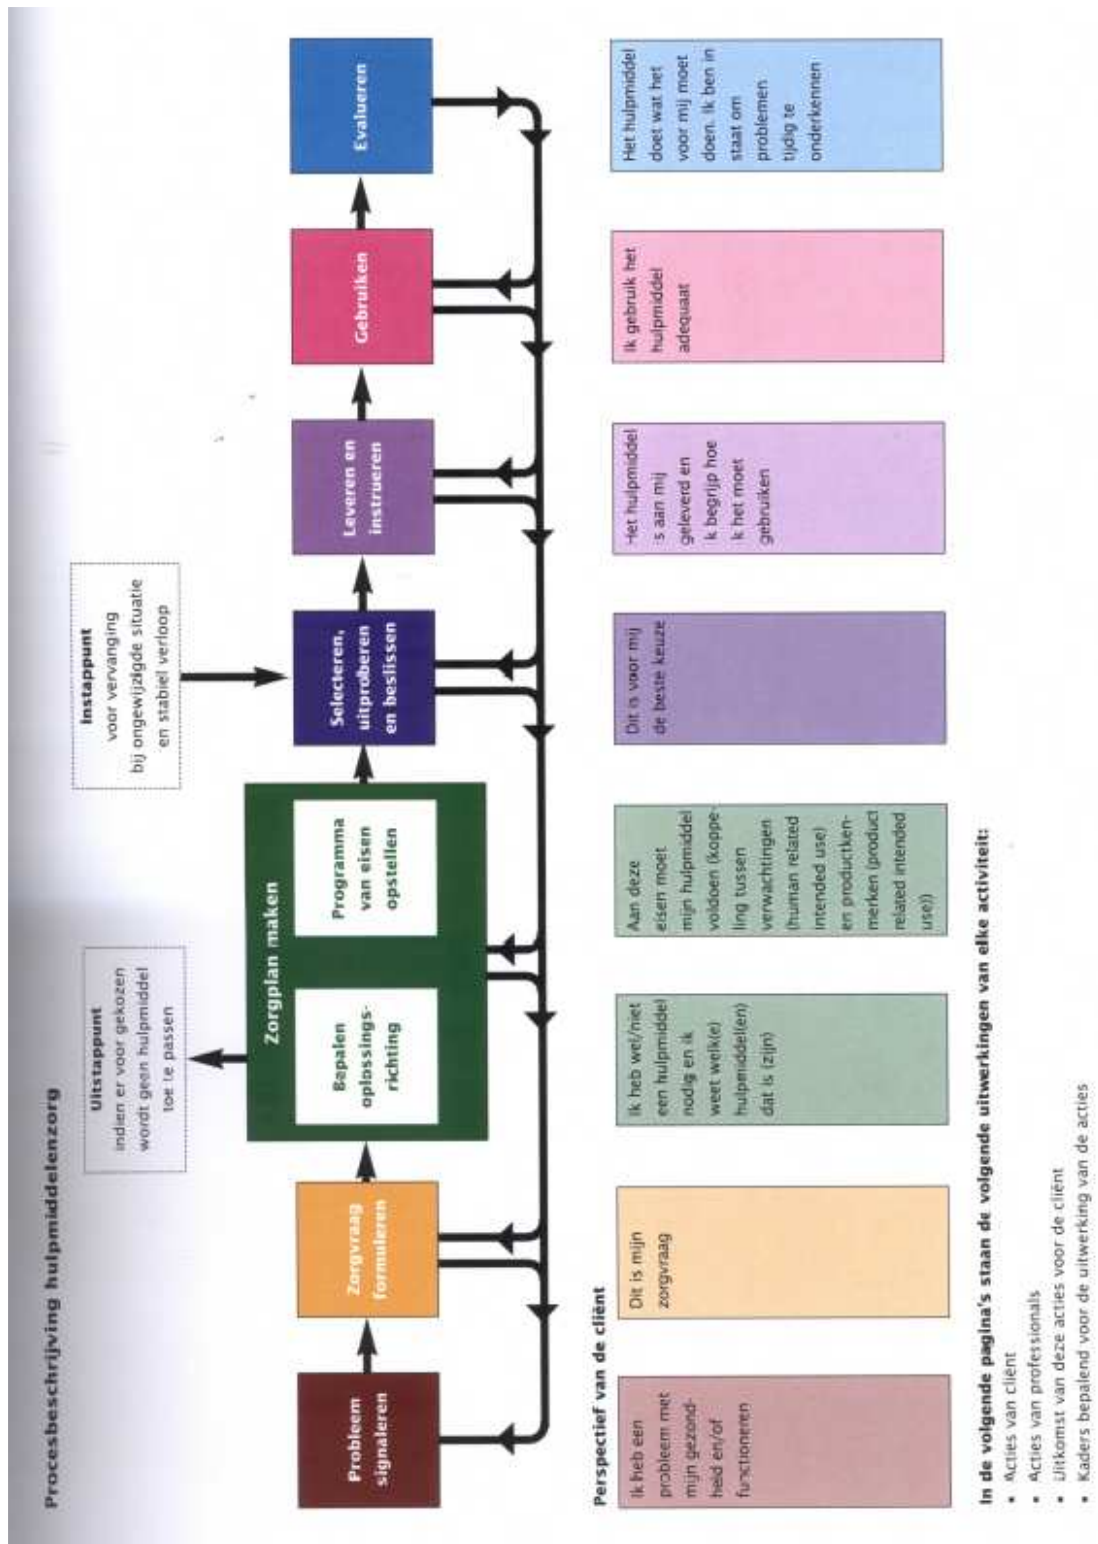 Procesbeschrijving hulpmiddelenzorg
Uitstappunt
indien er voor gekozen
wordt geen hulpmiddel
toe te passen
Instappunt
voor vervanging
bij ongewijzigde situatie
en stabiel verloop
Probleem
signaleren
Zorgvraag
formuleren
Zorgplan maken
Bepalen
oplossings-
richting
Programma
van eisen
opstellen
Selecteren,
uitproberen
en beslissen
Leveren en
instrueren
Gebruiken
Evalueren
Perspectief van de cliënt
Ik heb een
probleem met
mijn gezond-
heid en/of
functioneren
Dit is mijn
zorgvraag
Ik heb wel/niet
een hulpmiddel
nodig en ik
weet welk(e)
hulpmiddel(en)
dat is (zijn)
Aan deze
eisen moet
mijn hulpmiddel
voldoen (koppe-
ling tussen
verwachtingen
(human related
intended use)
en productken-
merken (product
related intended
use))
Dit is voor mij
de beste keuze
Het hulpmiddel
s aan mij
geleverd en
k begrijp hoe
k het moet
gebruiken
Ik gebruik het
hulpmiddel
adequaat
Het hulpmiddel
doet wat het
voor mij moet
doen. Ik ben in
staat om
problemen
tijdig te
onderkennen
In de volgende pagina's staan de volgende uitwerkingen van elke activiteit:
• Acties van cliënt
• Acties van professionals
• Uitkomst van deze acties voor de cliënt
• Kaders bepalend voor de uitwerking van de acties